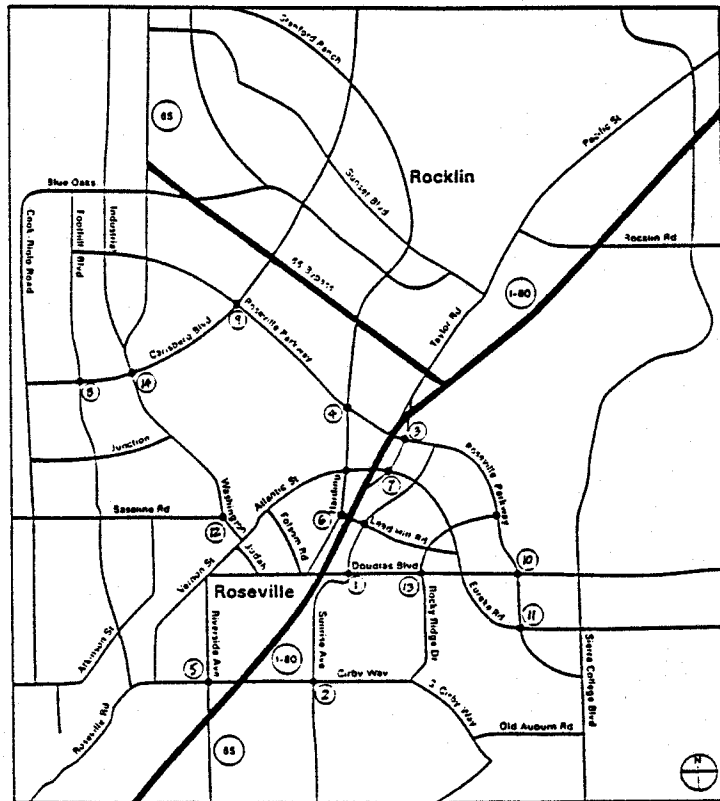 Stanford Ranch
Pacific St
65
Rocklin
Blue Oaks
Sunset Blvd
Cook-Riolo Road
Foothill Blvd
Industrial
65 Bypass
Rocklin Rd
I-80
Taylor Rd
9
Roseville Parkway
Carlsberg Blvd
8
14
4
3
Junction
Roseville Parkway
7
Washington
Atlantic St
Harding
Basenne Rd
6
Lead Hill Rd
12
Folsom Rd
Judah
Vernon St
Douglas Blvd
10
1
13
Roseville
Eureka Rd
11
Atkinson St
Riverside Ave
Sunrise Ave
Rocky Ridge Dr
Sierra College Blvd
I-80
5
2
Cirby Way
S Cirby Way
Roseville Rd
Old Auburn Rd
65
N